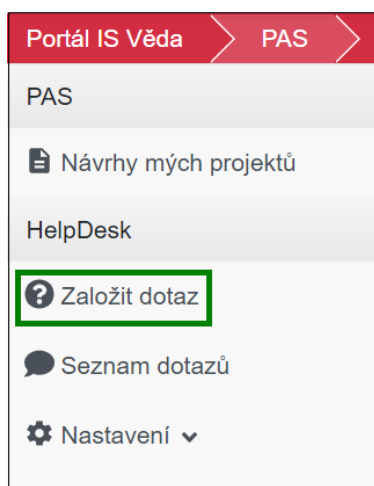 Portál IS Věda PAS
PAS
Návrhy mých projektů
HelpDesk
Založit dotaz
Seznam dotazů
Nastavení